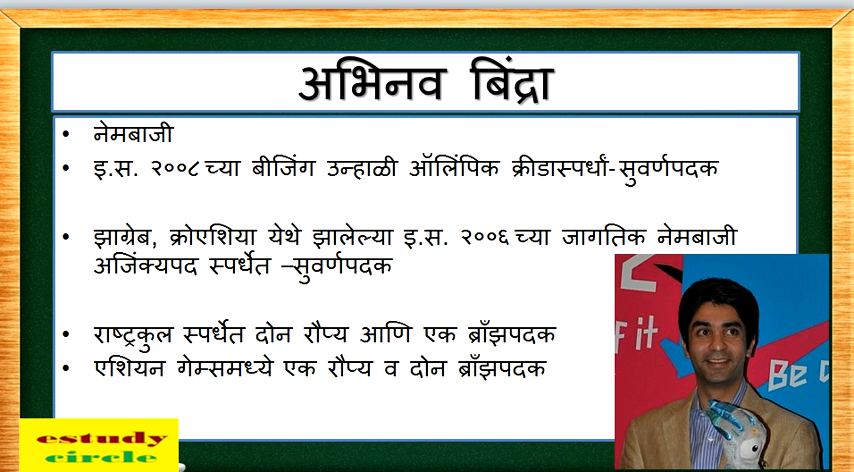 अभिनव बिंद्रा
• नेमबाजी
• इ.स. २००८ च्या बीजिंग उन्हाळी ऑलिंपिक क्रीडास्पर्धां-सुवर्णपदक
• झाग्रेब, क्रोएशिया येथे झालेल्या इ.स. २००६ च्या जागतिक नेमबाजी
अजिंक्यपद स्पर्धेत –सुवर्णपदक
• राष्ट्रकुल स्पर्धेत दोन रौप्य आणि एक ब्राँझपदक
• एशियन गेम्समध्ये एक रौप्य व दोन ब्राँझपदक
2
it
Be
estudy
circle